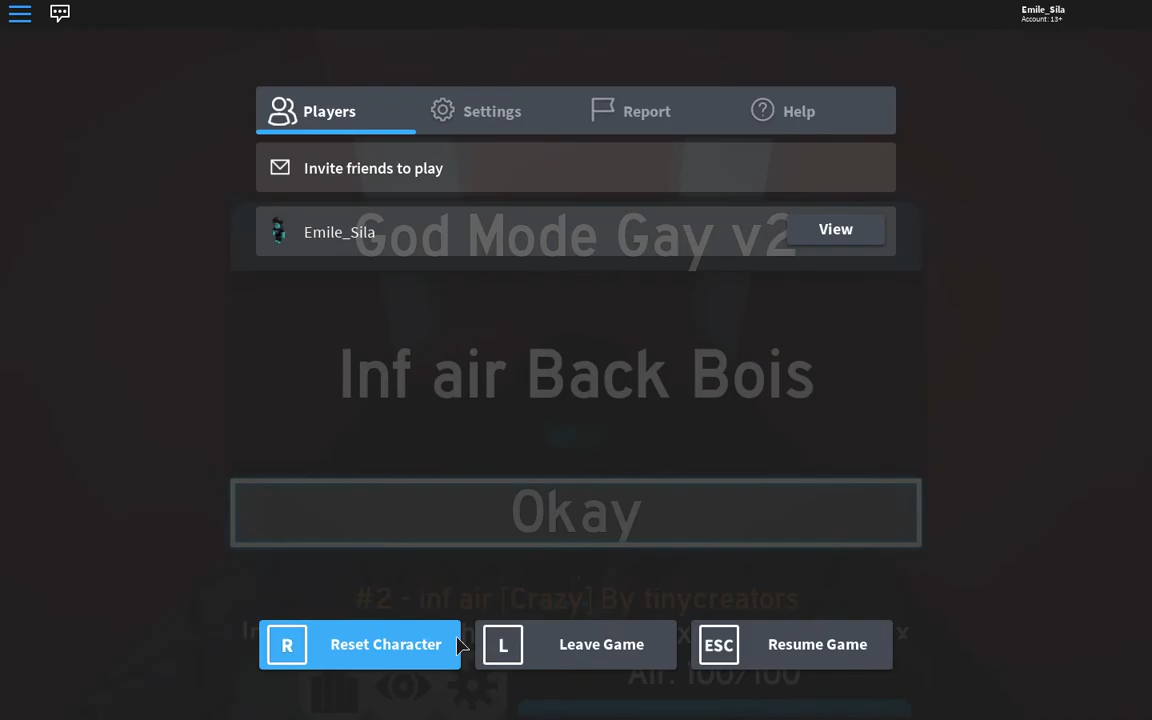 Emile_Sila
Account: 13+
Players
Settings
Report
Help
Invite friends to play
Emile_Sila
View
God Mode Gay v2
Inf air Back Bois
Okay
#2 - inf air [Crazy] By tinycreators
R
Reset Character
L
Leave Game
ESC
Resume Game
Air: 100/100